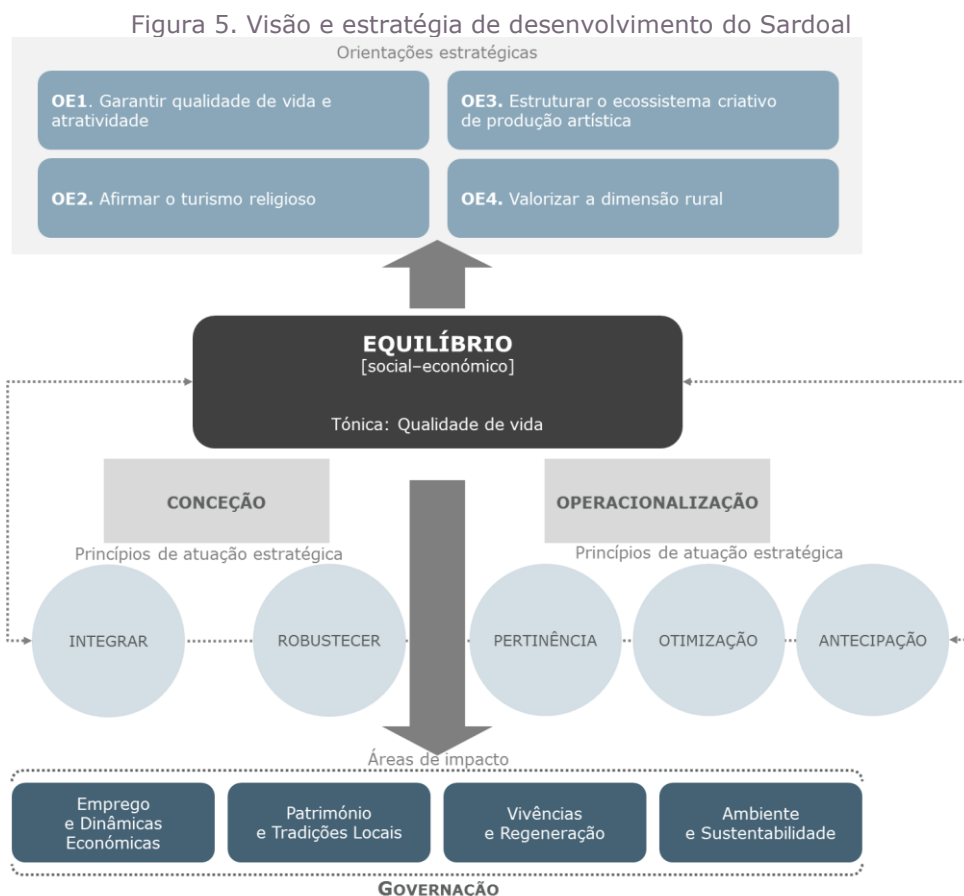 Figura 5. Visão e estratégia de desenvolvimento do Sardoal
Orientações estratégicas
OE1. Garantir qualidade de vida e
atratividade
OE3. Estruturar o ecossistema criativo
de produção artística
OE2. Afirmar o turismo religioso
OE4. Valorizar a dimensão rural
EQUILÍBRIO
[social–económico]
Tónica: Qualidade de vida
CONCEÇÃO
OPERACIONALIZAÇÃO
Princípios de atuação estratégica
Princípios de atuação estratégica
INTEGRAR
ROBUSTECER
PERTINÊNCIA
OTIMIZAÇÃO
ANTECIPAÇÃO
Áreas de impacto
Emprego
e Dinâmicas
Económicas
Património
e Tradições Locais
Vivências
e Regeneração
Ambiente
e Sustentabilidade
GOVERNAÇÃO